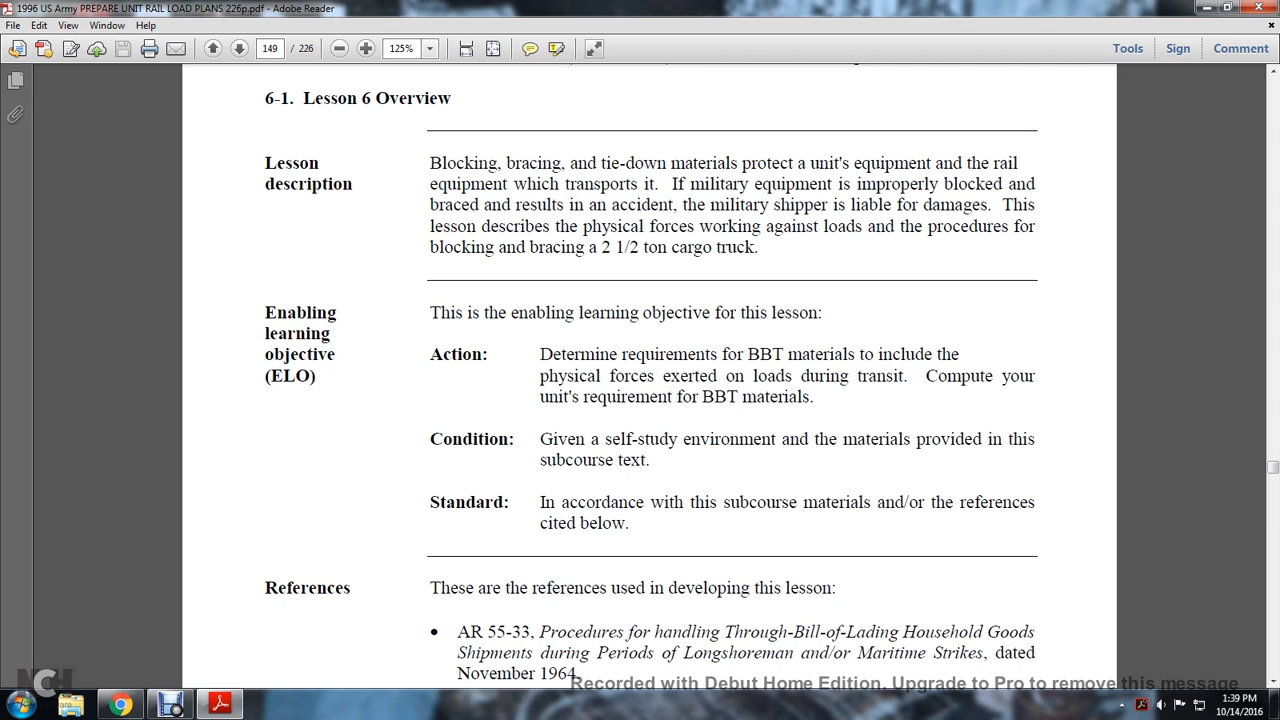 1996 US Army PREPARE UNIT RAIL LOAD PLANS 226p.pdf - Adobe Reader
File Edit View Window Help
149 / 226 125% Tools Sign Comment
6-1. Lesson 6 Overview
Lesson description
Blocking, bracing, and tie-down materials protect a unit's equipment and the rail
equipment which transports it. If military equipment is improperly blocked and
braced and results in an accident, the military shipper is liable for damages. This
lesson describes the physical forces working against loads and the procedures for
blocking and bracing a 2 1/2 ton cargo truck.
Enabling
learning
objective
(ELO)
This is the enabling learning objective for this lesson:
Action: Determine requirements for BBT materials to include the
physical forces exerted on loads during transit. Compute your
unit's requirement for BBT materials.
Condition: Given a self-study environment and the materials provided in this
subcourse text.
Standard: In accordance with this subcourse materials and/or the references
cited below.
References These are the references used in developing this lesson:
• AR 55-33, Procedures for handling Through-Bill-of-Lading Household Goods
Shipments during Periods of Longshoreman and/or Maritime Strikes, dated
November 1964.
Recorded with Debut Home Edition. Upgrade to Pro to remove this message
NCH
1:39 PM
10/14/2016